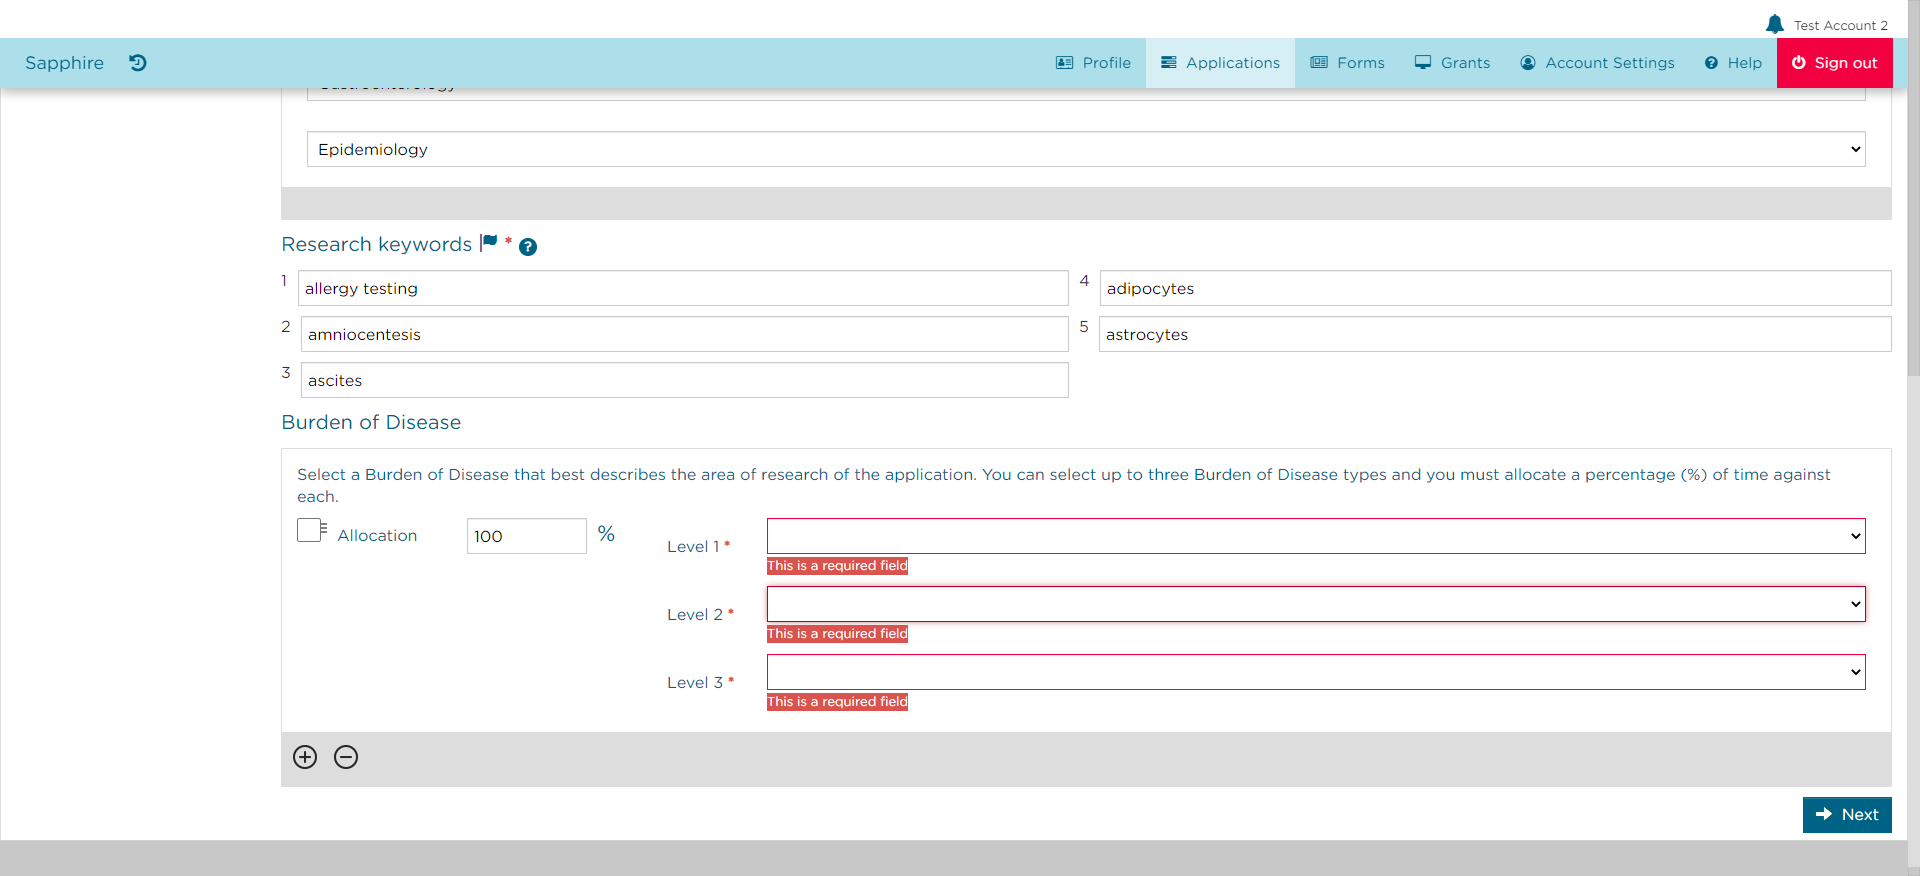 Test Account 2
Sapphire
Profile
Applications
Forms
Grants
Account Settings
Help
Sign out
Epidemiology
Research keywords * ?
1 allergy testing
4 adipocytes
2 amniocentesis
5 astrocytes
3 ascites
Burden of Disease
Select a Burden of Disease that best describes the area of research of the application. You can select up to three Burden of Disease types and you must allocate a percentage (%) of time against
each.
Allocation 100 % Level 1 *
This is a required field
Level 2 *
This is a required field
Level 3 *
This is a required field
Next